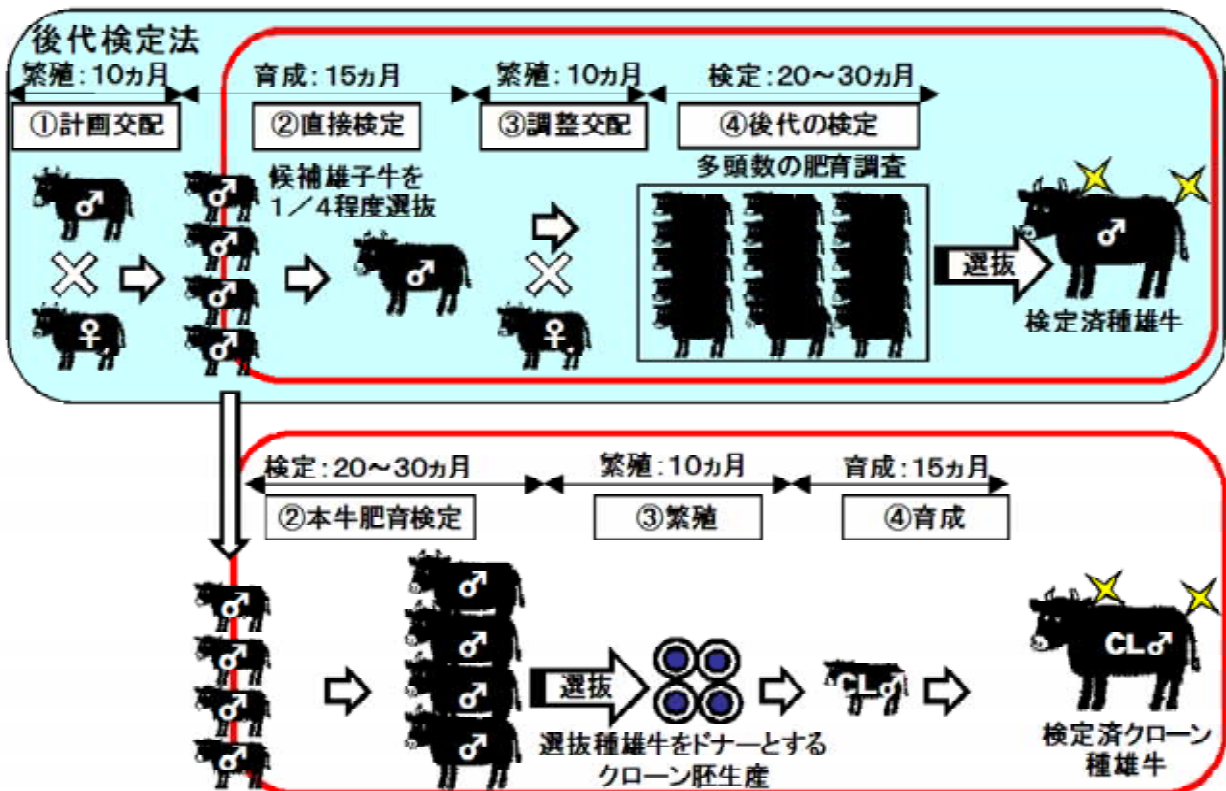 後代検定法
繁殖:10ヵ月
育成:15ヵ月
繁殖:10ヵ月
検定:20～30ヵ月
①計画交配
②直接検定
③調整交配
④後代の検定
候補雄子牛を
1／4程度選抜
多頭数の肥育調査
♂
♀
♂
♂
♂
♂
♂
♀
選抜
♂
検定済種雄牛
検定:20～30ヵ月
繁殖:10ヵ月
育成:15ヵ月
②本牛肥育検定
③繁殖
④育成
♂
♂
♂
♂
♂
♂
♂
♂
選抜
CL♂
CL♂
選抜種雄牛をドナーとする
クローン胚生産
検定済クローン
種雄牛